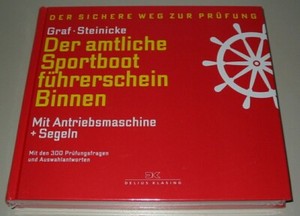 DER SICHERE WEG ZUR PRÜFUNG
Graf · Steinicke
Der amtliche
Sportboot
führerschein
Binnen
Mit Antriebsmaschine
+ Segeln
Mit den 300 Prüfungsfragen
und Auswahlantworten
DK
DELIUS KLASING